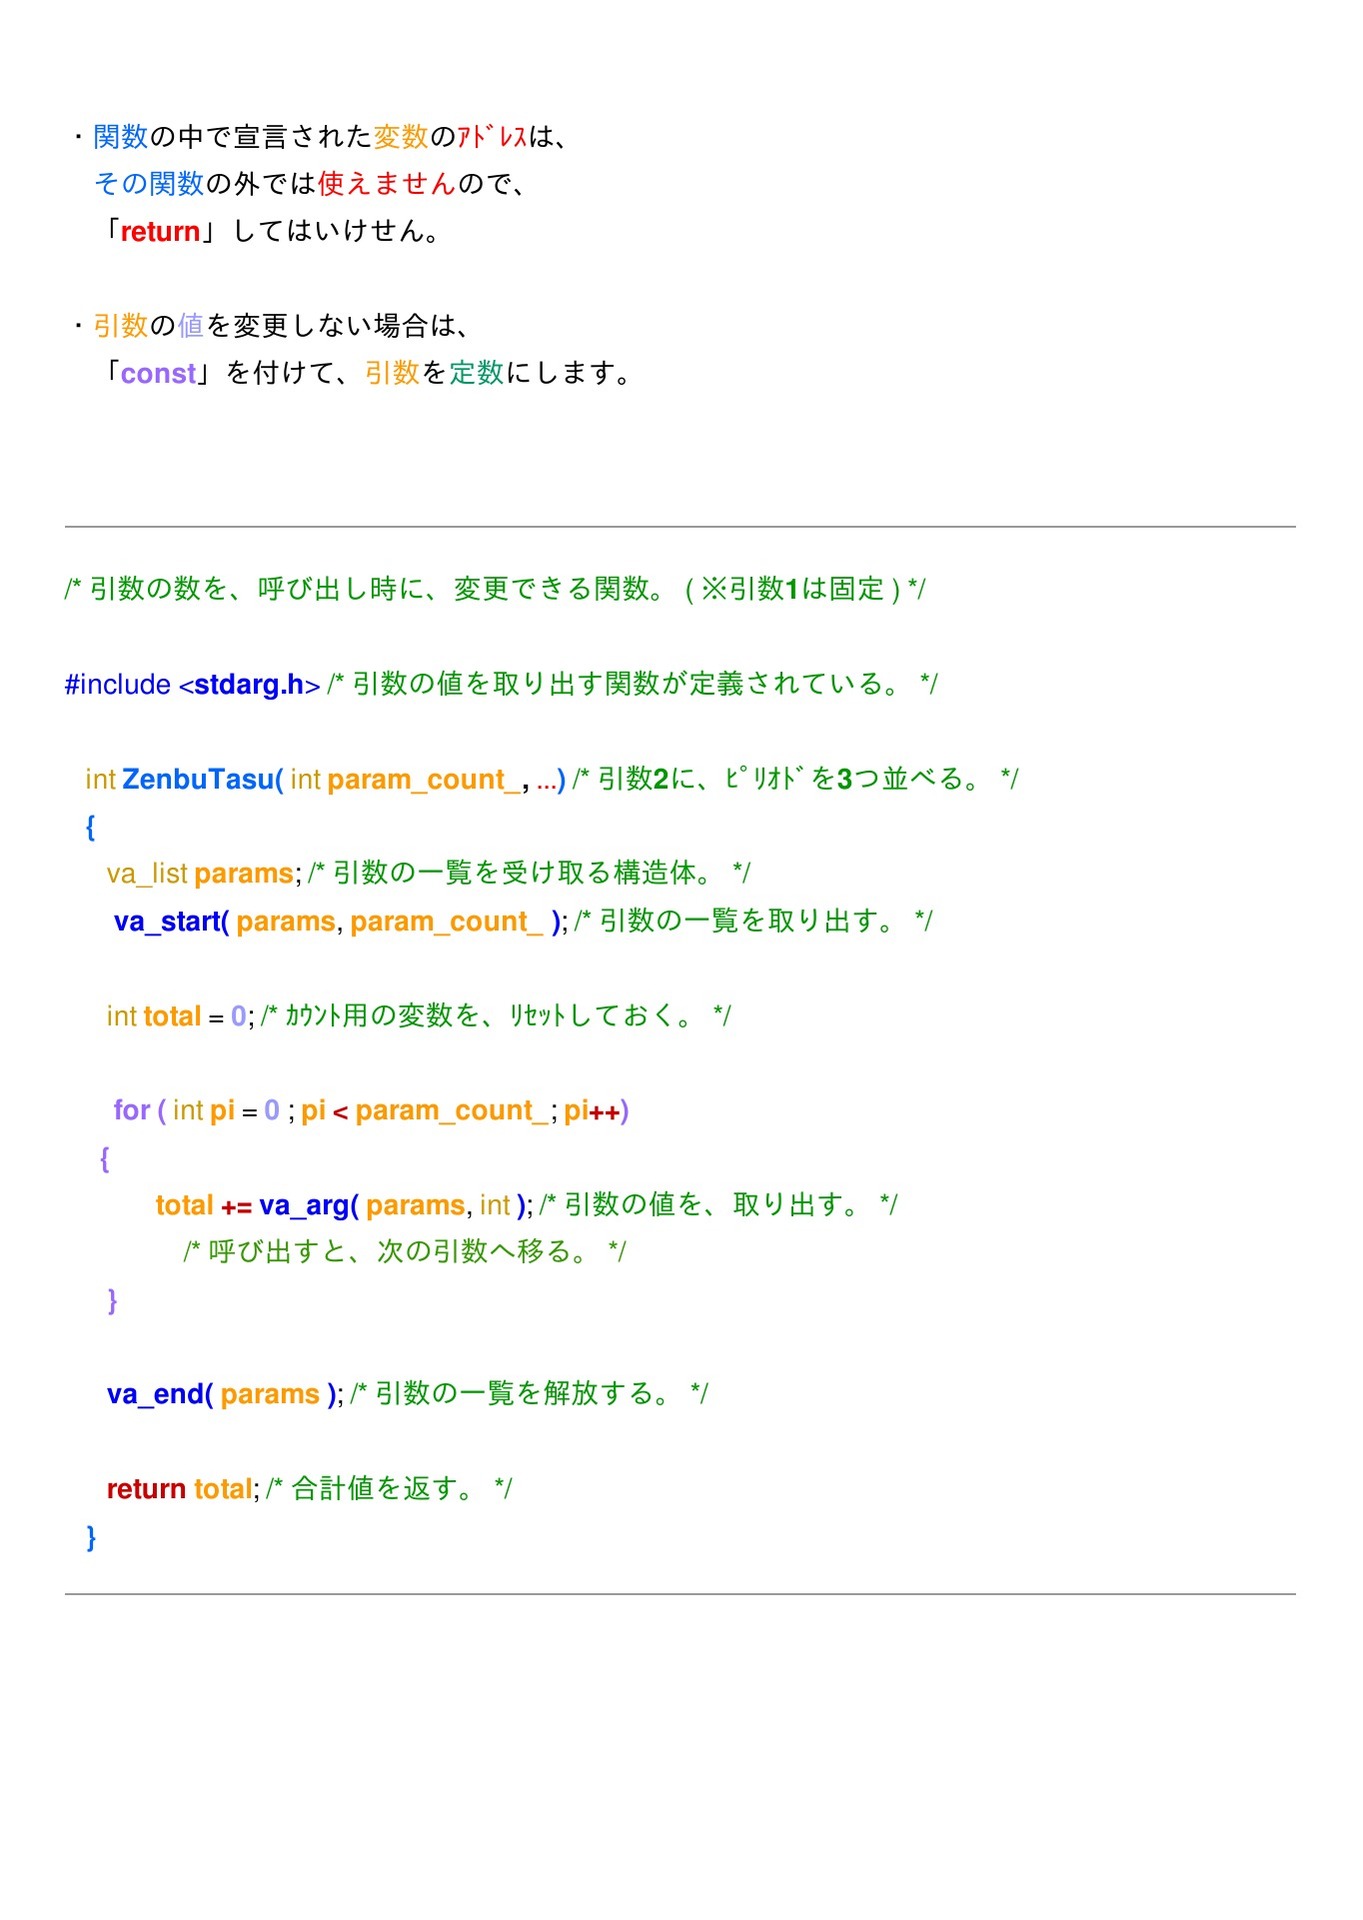 ・関数の中で宣言された変数のｱﾄﾞﾚｽは、
その関数の外では使えませんので、
「return」してはいけせん。
・引数の値を変更しない場合は、
「const」を付けて、引数を定数にします。
/* 引数の数を、呼び出し時に、変更できる関数。 ( ※引数1は固定 ) */
#include <stdarg.h> /* 引数の値を取り出す関数が定義されている。 */
int ZenbuTasu( int param_count_, ...) /* 引数2に、ﾋﾟﾘｵﾄﾞを3つ並べる。 */
{
va_list params; /* 引数の一覧を受け取る構造体。 */
va_start( params, param_count_ ); /* 引数の一覧を取り出す。 */
int total = 0; /* ｶｳﾝﾄ用の変数を、ﾘｾｯﾄしておく。 */
for ( int pi = 0 ; pi < param_count_; pi++)
{
total += va_arg( params, int ); /* 引数の値を、取り出す。 */
/* 呼び出すと、次の引数へ移る。 */
}
va_end( params ); /* 引数の一覧を解放する。 */
return total; /* 合計値を返す。 */
}